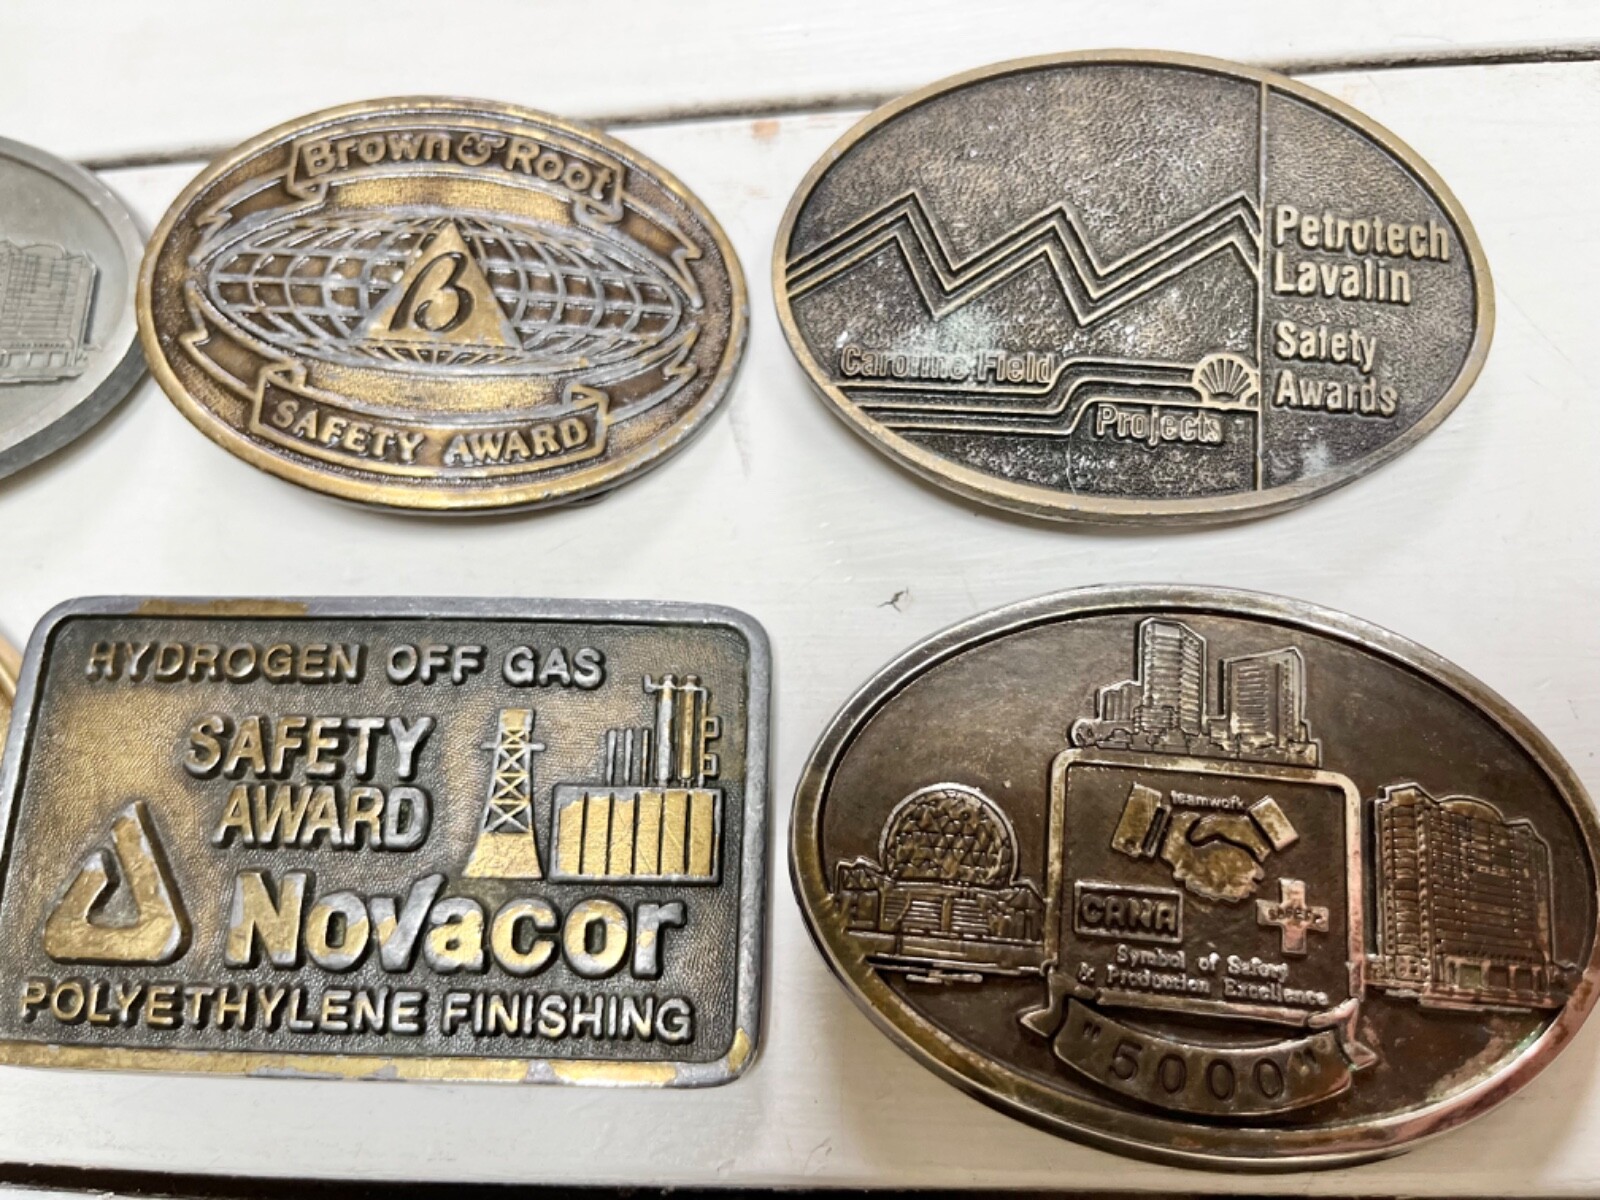 Brown & Root
B
SAFETY AWARD
Petrotech
Lavalin
Safety
Awards
Caroline Field
Projects
HYDROGEN OFF GAS
SAFETY
AWARD
Novacor
POLYETHYLENE FINISHING
teamwork
CANA
SAFETY
Symbol of Safety
& Production Excellence
"5000"